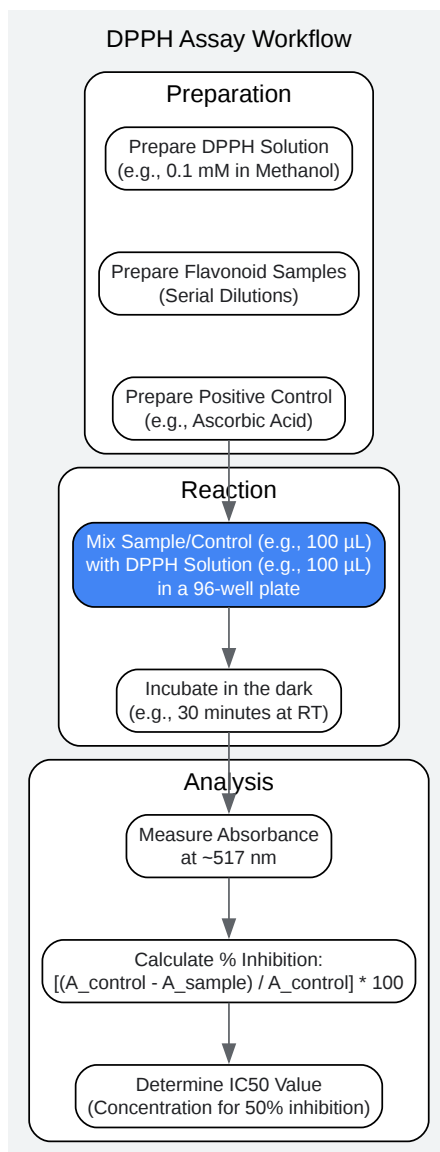 DPPH Assay Workflow
Preparation
Prepare DPPH Solution
(e.g., 0.1 mM in Methanol)
Prepare Flavonoid Samples
(Serial Dilutions)
Prepare Positive Control
(e.g., Ascorbic Acid)
Reaction
Mix Sample/Control (e.g., 100 µL)
with DPPH Solution (e.g., 100 µL)
in a 96-well plate
Incubate in the dark
(e.g., 30 minutes at RT)
Analysis
Measure Absorbance
at ~517 nm
Calculate % Inhibition:
[(A_control - A_sample) / A_control] * 100
Determine IC50 Value
(Concentration for 50% inhibition)